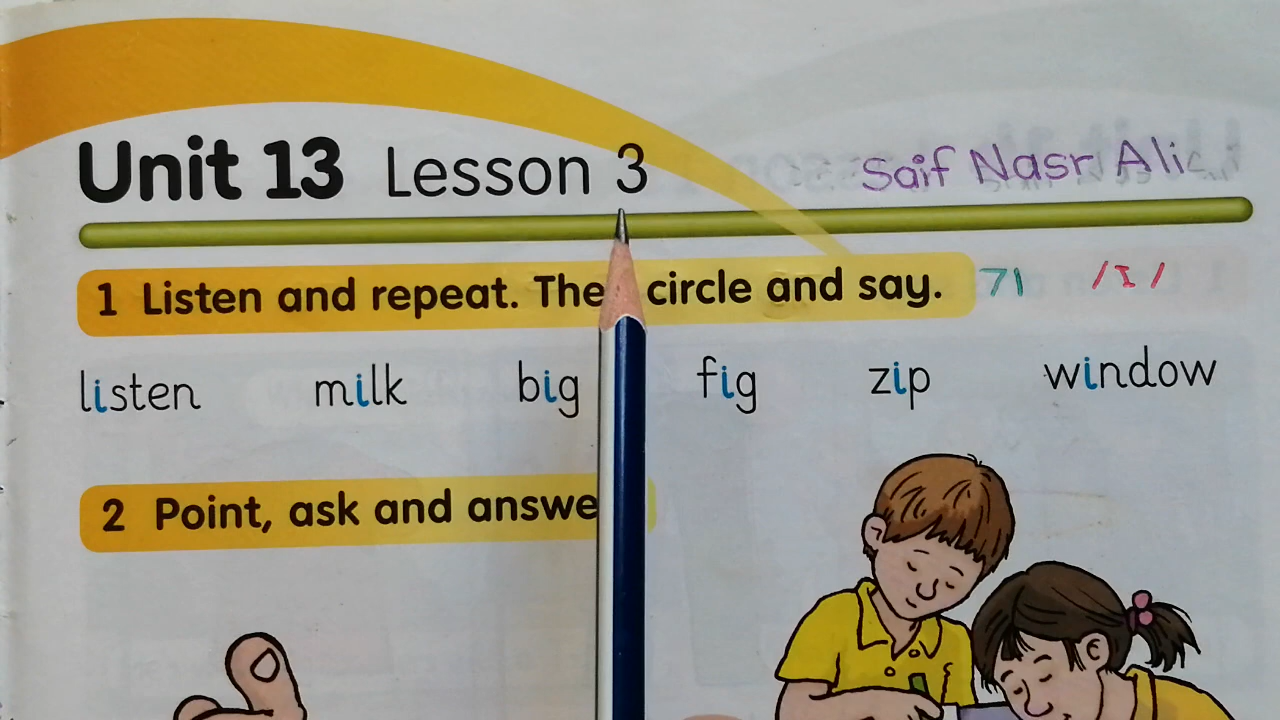 Unit 13 Lesson 3 Saif Nasr Ali
1 Listen and repeat. The circle and say. 71 /I/
listen milk big fig zip window
2 Point, ask and answe